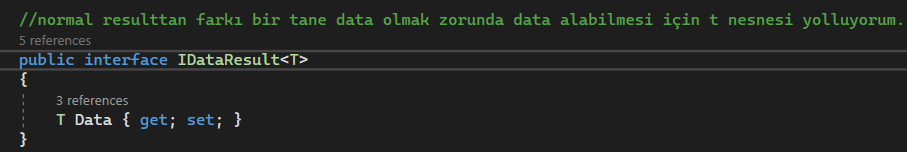 //normal resulttan farkı bir tane data olmak zorunda data alabilmesi için t nesnesi yolluyorum.
5 references
public interface IDataResult<T>
{
3 references
T Data { get; set; }
}